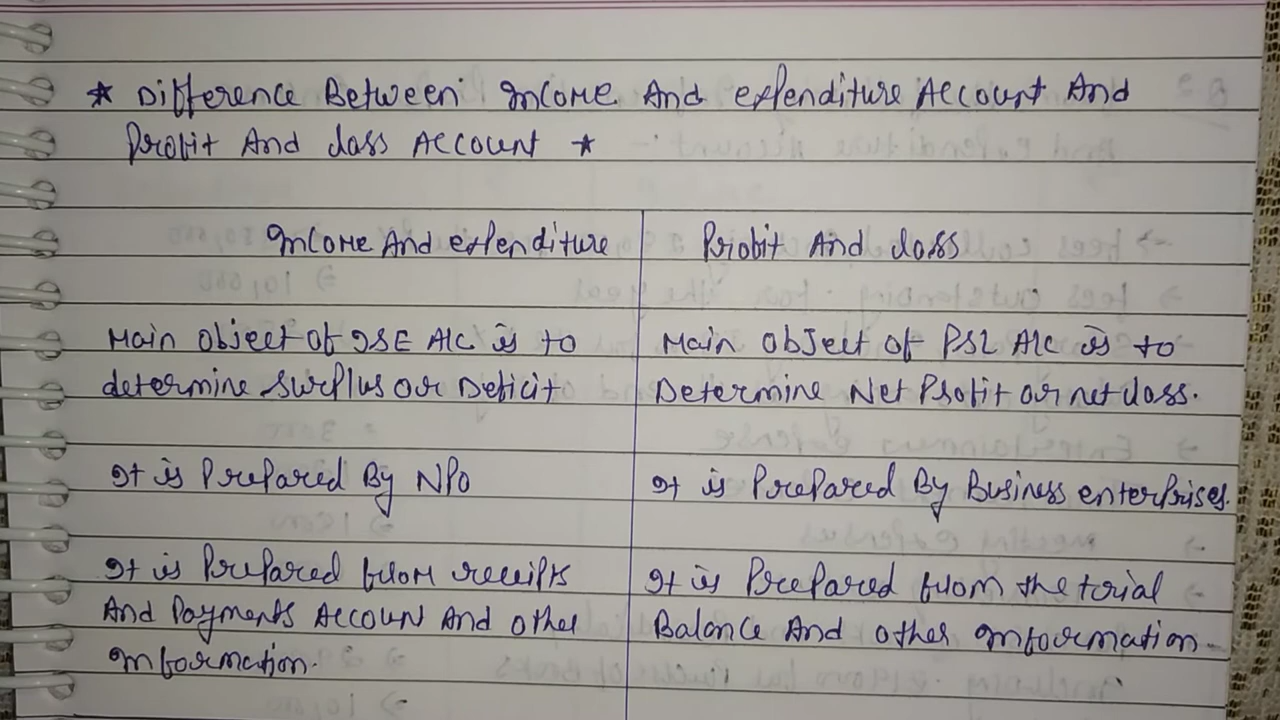 * Difference Between Income And expenditure Account And
Profit And Loss Account *
Income And expenditure
Profit And Loss
Main object of I&E A/c is to
determine surplus or Deficit
Main object of P&L A/c is to
Determine Net Profit or net Loss.
It is Prepared By NPO
It is Prepared By Business enterprises.
It is Prepared from receipts
And Payments Account And other
information.
It is Prepared from the trial
Balance And other information.